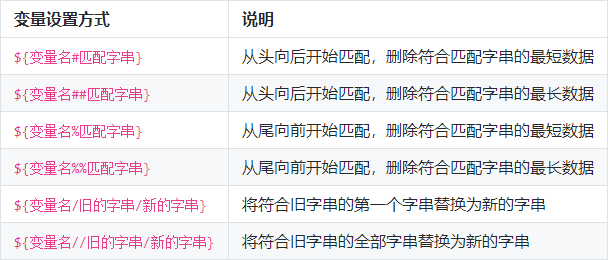 变量设置方式 说明
${变量名#匹配字串} 从头向后开始匹配，删除符合匹配字串的最短数据
${变量名##匹配字串} 从头向后开始匹配，删除符合匹配字串的最长数据
${变量名%匹配字串} 从尾向前开始匹配，删除符合匹配字串的最短数据
${变量名%%匹配字串} 从尾向前开始匹配，删除符合匹配字串的最长数据
${变量名/旧的字串/新的字串} 将符合旧字串的第一个字串替换为新的字串
${变量名//旧的字串/新的字串} 将符合旧字串的全部字串替换为新的字串